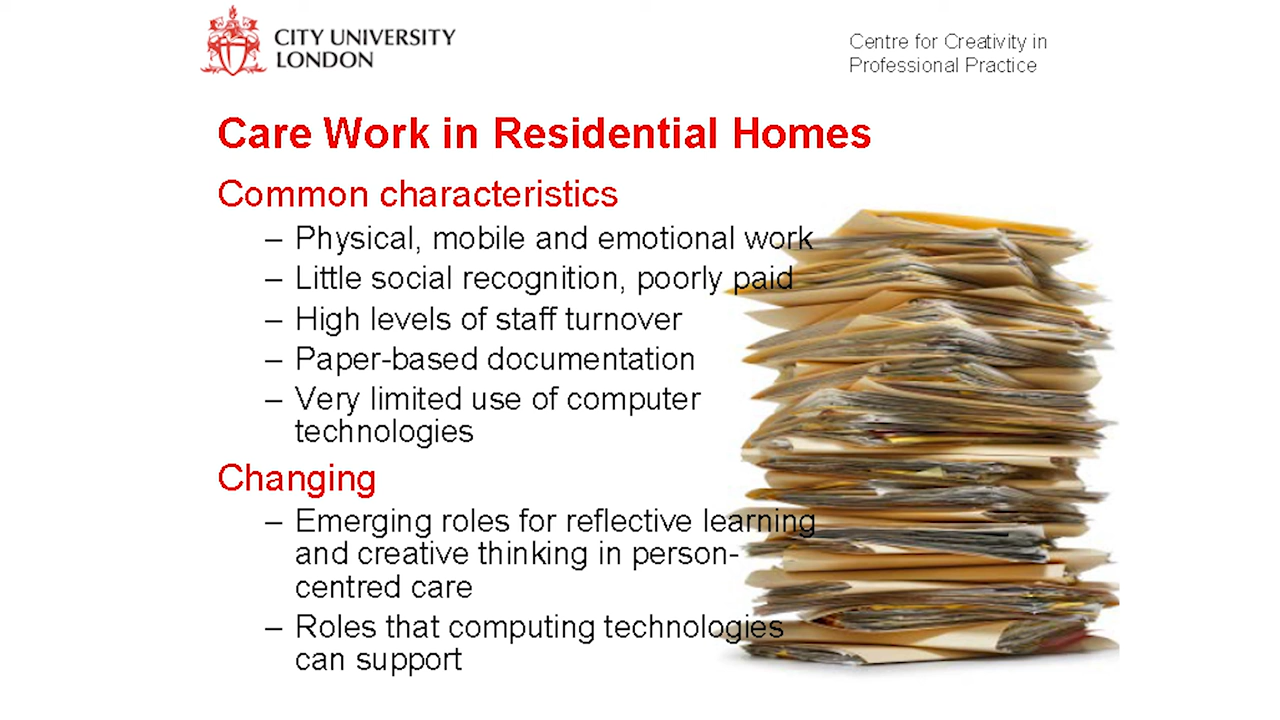 CITY UNIVERSITY
LONDON
Centre for Creativity in
Professional Practice
Care Work in Residential Homes
Common characteristics
– Physical, mobile and emotional work
– Little social recognition, poorly paid
– High levels of staff turnover
– Paper-based documentation
– Very limited use of computer
technologies
Changing
– Emerging roles for reflective learning
and creative thinking in person-
centred care
– Roles that computing technologies
can support